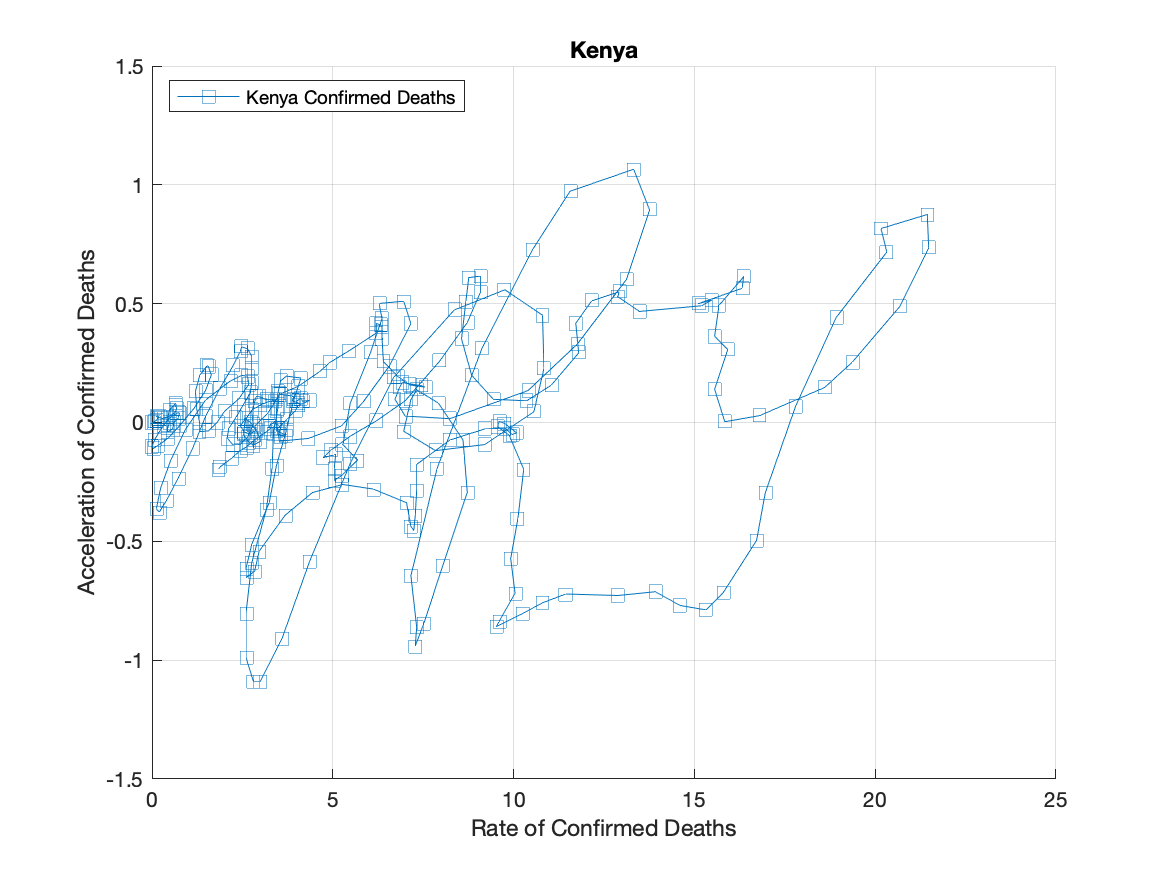 Kenya
1.5
Kenya Confirmed Deaths
1
0.5
0
-0.5
-1
-1.5
Acceleration of Confirmed Deaths
0 5 10 15 20 25
Rate of Confirmed Deaths